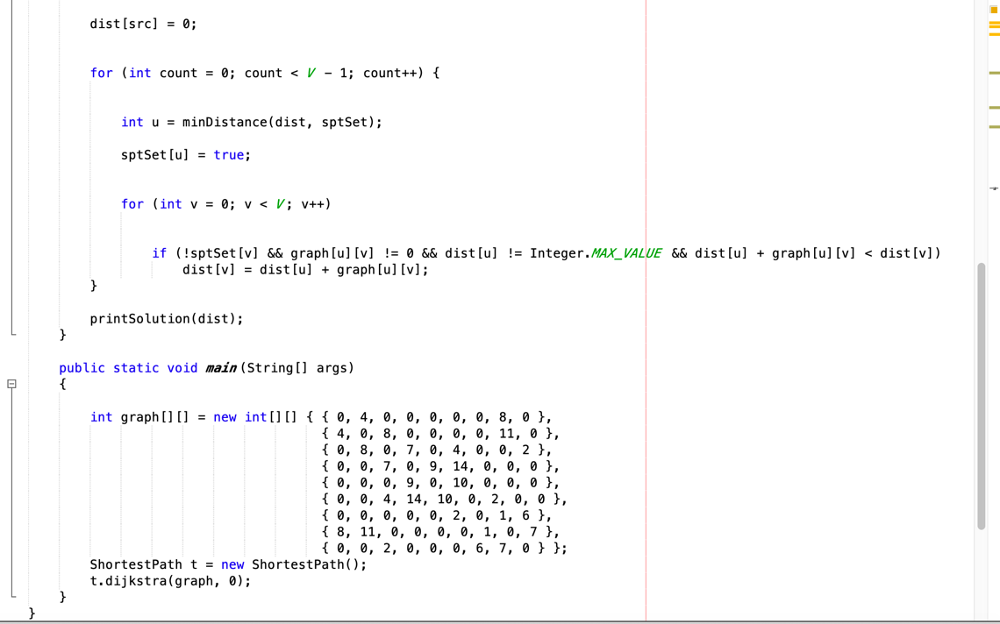 dist[src] = 0;
for (int count = 0; count < V - 1; count++) {
int u = minDistance(dist, sptSet);
sptSet[u] = true;
for (int v = 0; v < V; v++)
if (!sptSet[v] && graph[u][v] != 0 && dist[u] != Integer.MAX_VALUE && dist[u] + graph[u][v] < dist[v])
dist[v] = dist[u] + graph[u][v];
}
printSolution(dist);
}
public static void main(String[] args)
{
int graph[][] = new int[][] { { 0, 4, 0, 0, 0, 0, 0, 8, 0 },
{ 4, 0, 8, 0, 0, 0, 0, 11, 0 },
{ 0, 8, 0, 7, 0, 4, 0, 0, 2 },
{ 0, 0, 7, 0, 9, 14, 0, 0, 0 },
{ 0, 0, 0, 9, 0, 10, 0, 0, 0 },
{ 0, 0, 4, 14, 10, 0, 2, 0, 0 },
{ 0, 0, 0, 0, 0, 2, 0, 1, 6 },
{ 8, 11, 0, 0, 0, 0, 1, 0, 7 },
{ 0, 0, 2, 0, 0, 0, 6, 7, 0 } };
ShortestPath t = new ShortestPath();
t.dijkstra(graph, 0);
}
}